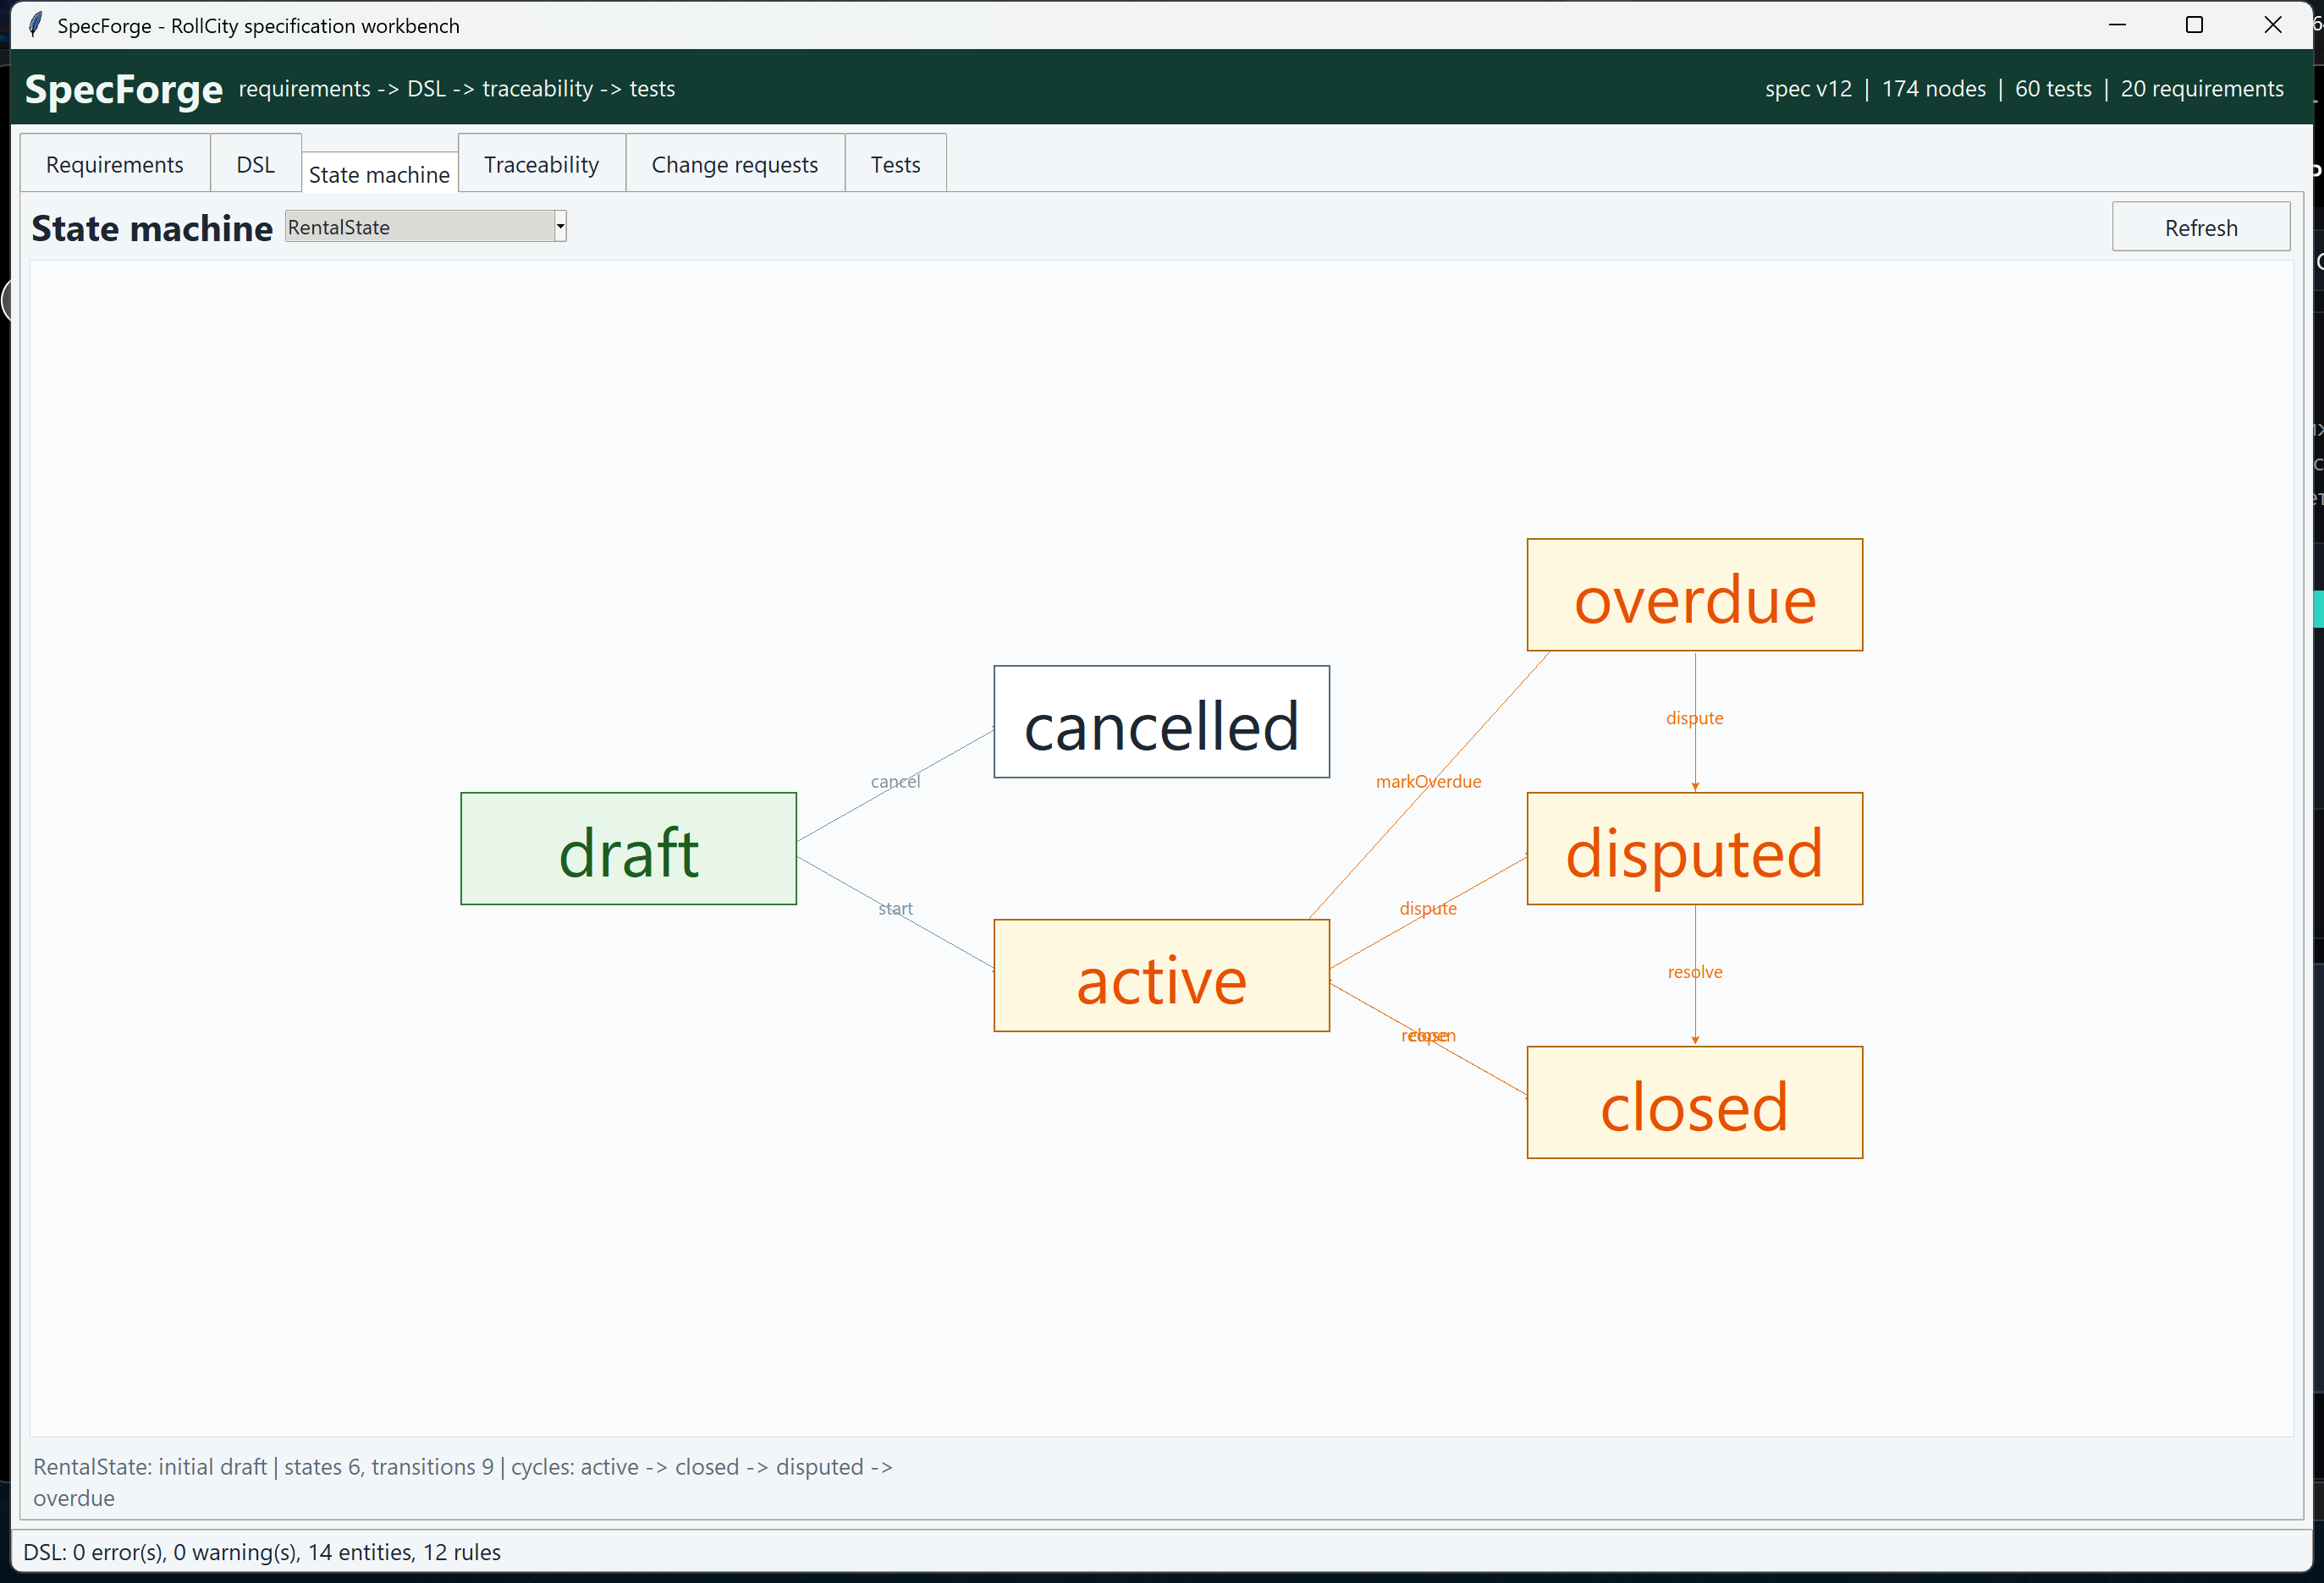 SpecForge - RollCity specification workbench
SpecForge requirements -> DSL -> traceability -> tests
spec v12 | 174 nodes | 60 tests | 20 requirements
Requirements
DSL
State machine
Traceability
Change requests
Tests
State machine
RentalState
Refresh
overdue
cancelled
dispute
cancel
markOverdue
draft
disputed
start
dispute
active
resolve
reopen
close
closed
RentalState: initial draft | states 6, transitions 9 | cycles: active -> closed -> disputed ->
overdue
DSL: 0 error(s), 0 warning(s), 14 entities, 12 rules